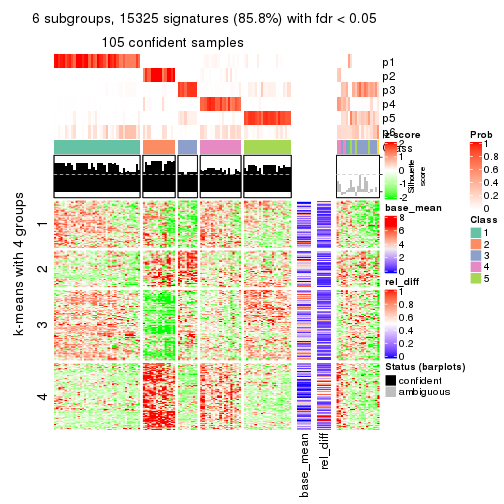 6 subgroups, 15325 signatures (85.8%) with fdr < 0.05
105 confident samples
p1
p2
p3
p4
p5
p6
Class
Silhouette
score
k-means with 4 groups
1
2
3
4
base_mean
rel_diff
z-score
2
1
0
-1
-2
base_mean
8
6
4
2
0
rel_diff
1
0.8
0.6
0.4
0.2
0
Status (barplots)
confident
ambiguous
Prob
1
0.8
0.6
0.4
0.2
0
Class
1
2
3
4
5